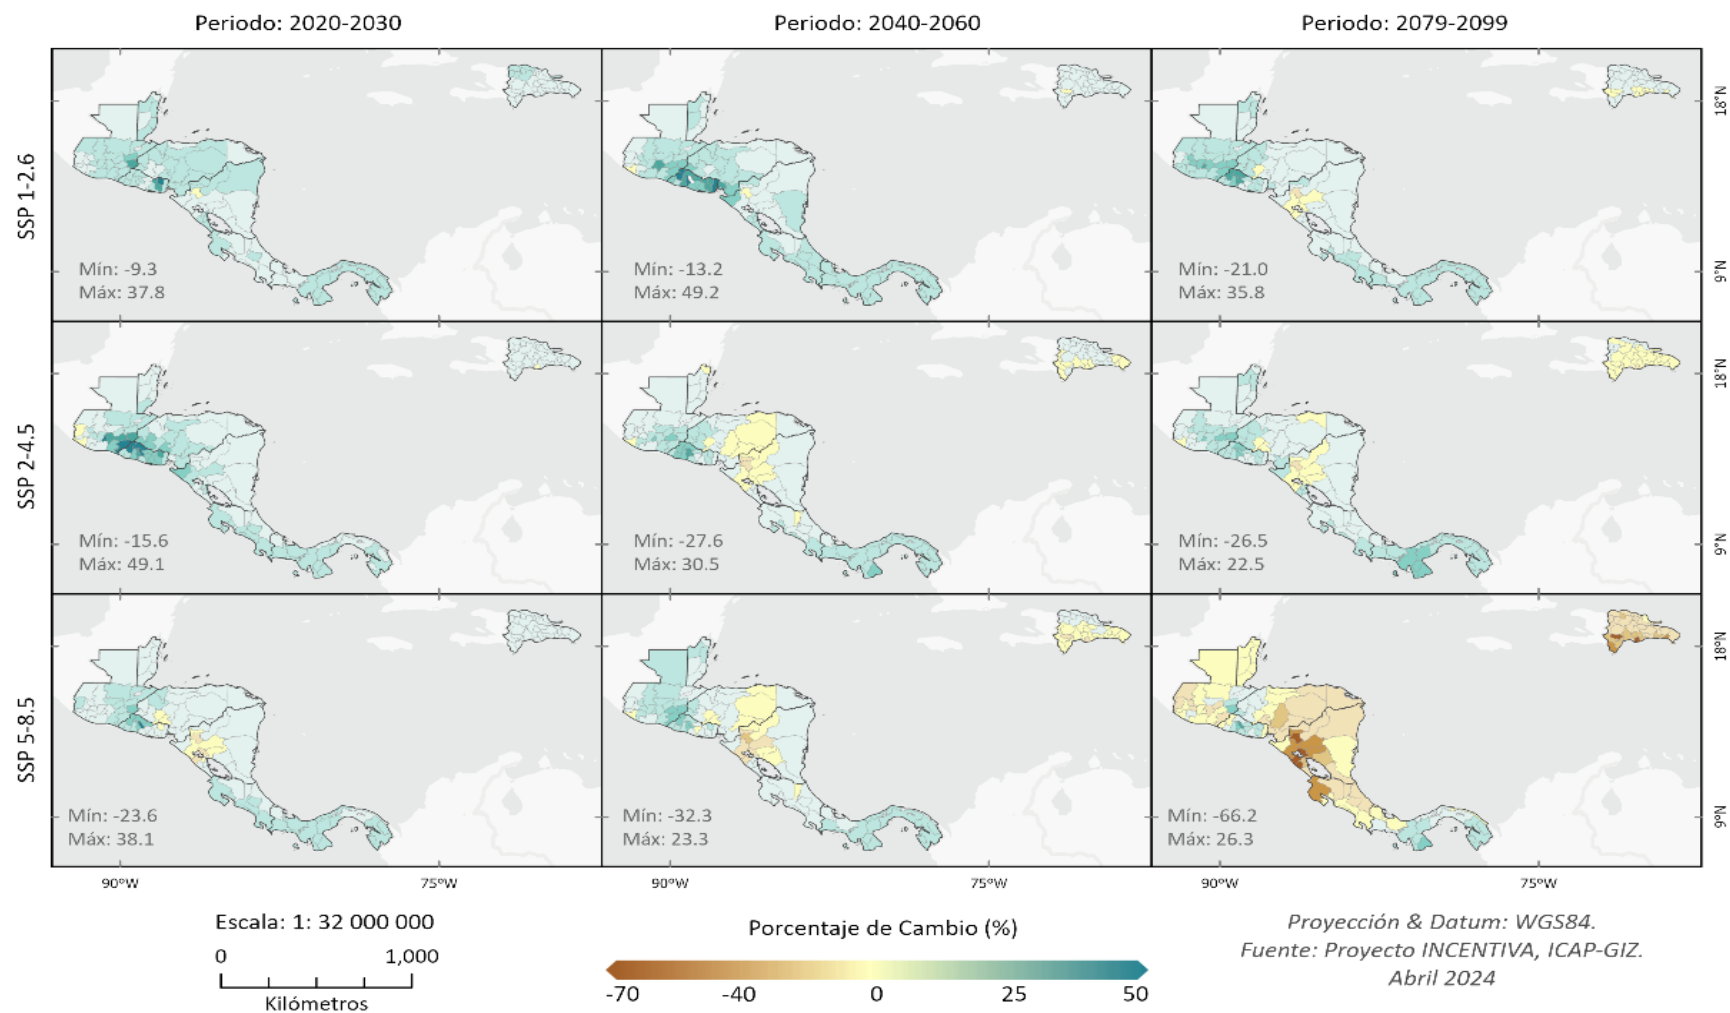 Periodo: 2020-2030
Periodo: 2040-2060
Periodo: 2079-2099
SSP 1-2.6
Mín: -9.3
Máx: 37.8
Mín: -13.2
Máx: 49.2
Mín: -21.0
Máx: 35.8
18°N
9°N
SSP 2-4.5
Mín: -15.6
Máx: 49.1
Mín: -27.6
Máx: 30.5
Mín: -26.5
Máx: 22.5
18°N
9°N
SSP 5-8.5
Mín: -23.6
Máx: 38.1
Mín: -32.3
Máx: 23.3
Mín: -66.2
Máx: 26.3
18°N
9°N
90°W
75°W
90°W
75°W
90°W
75°W
Escala: 1: 32 000 000
0
1,000
Kilómetros
Porcentaje de Cambio (%)
-70
-40
0
25
50
Proyección & Datum: WGS84.
Fuente: Proyecto INCENTIVA, ICAP-GIZ.
Abril 2024